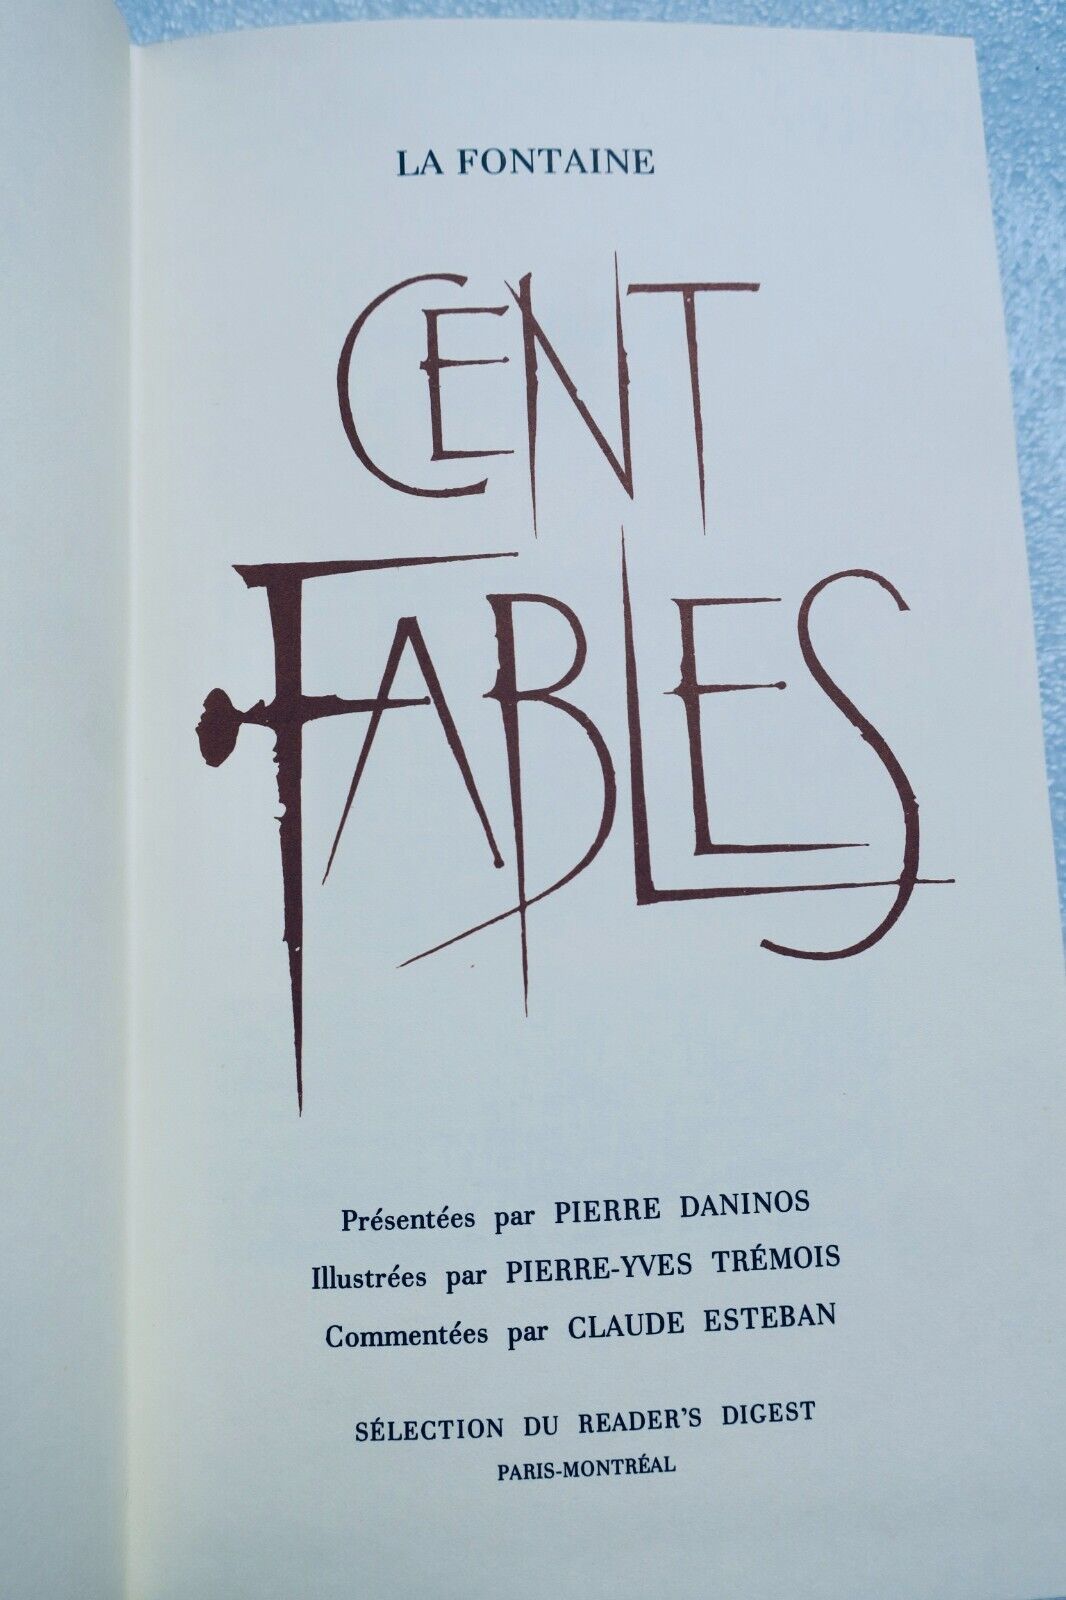 LA FONTAINE
CENT
FABLES
Présentées par PIERRE DANINOS
Illustrées par PIERRE-YVES TRÉMOIS
Commentées par CLAUDE ESTEBAN
SÉLECTION DU READER'S DIGEST
PARIS-MONTRÉAL